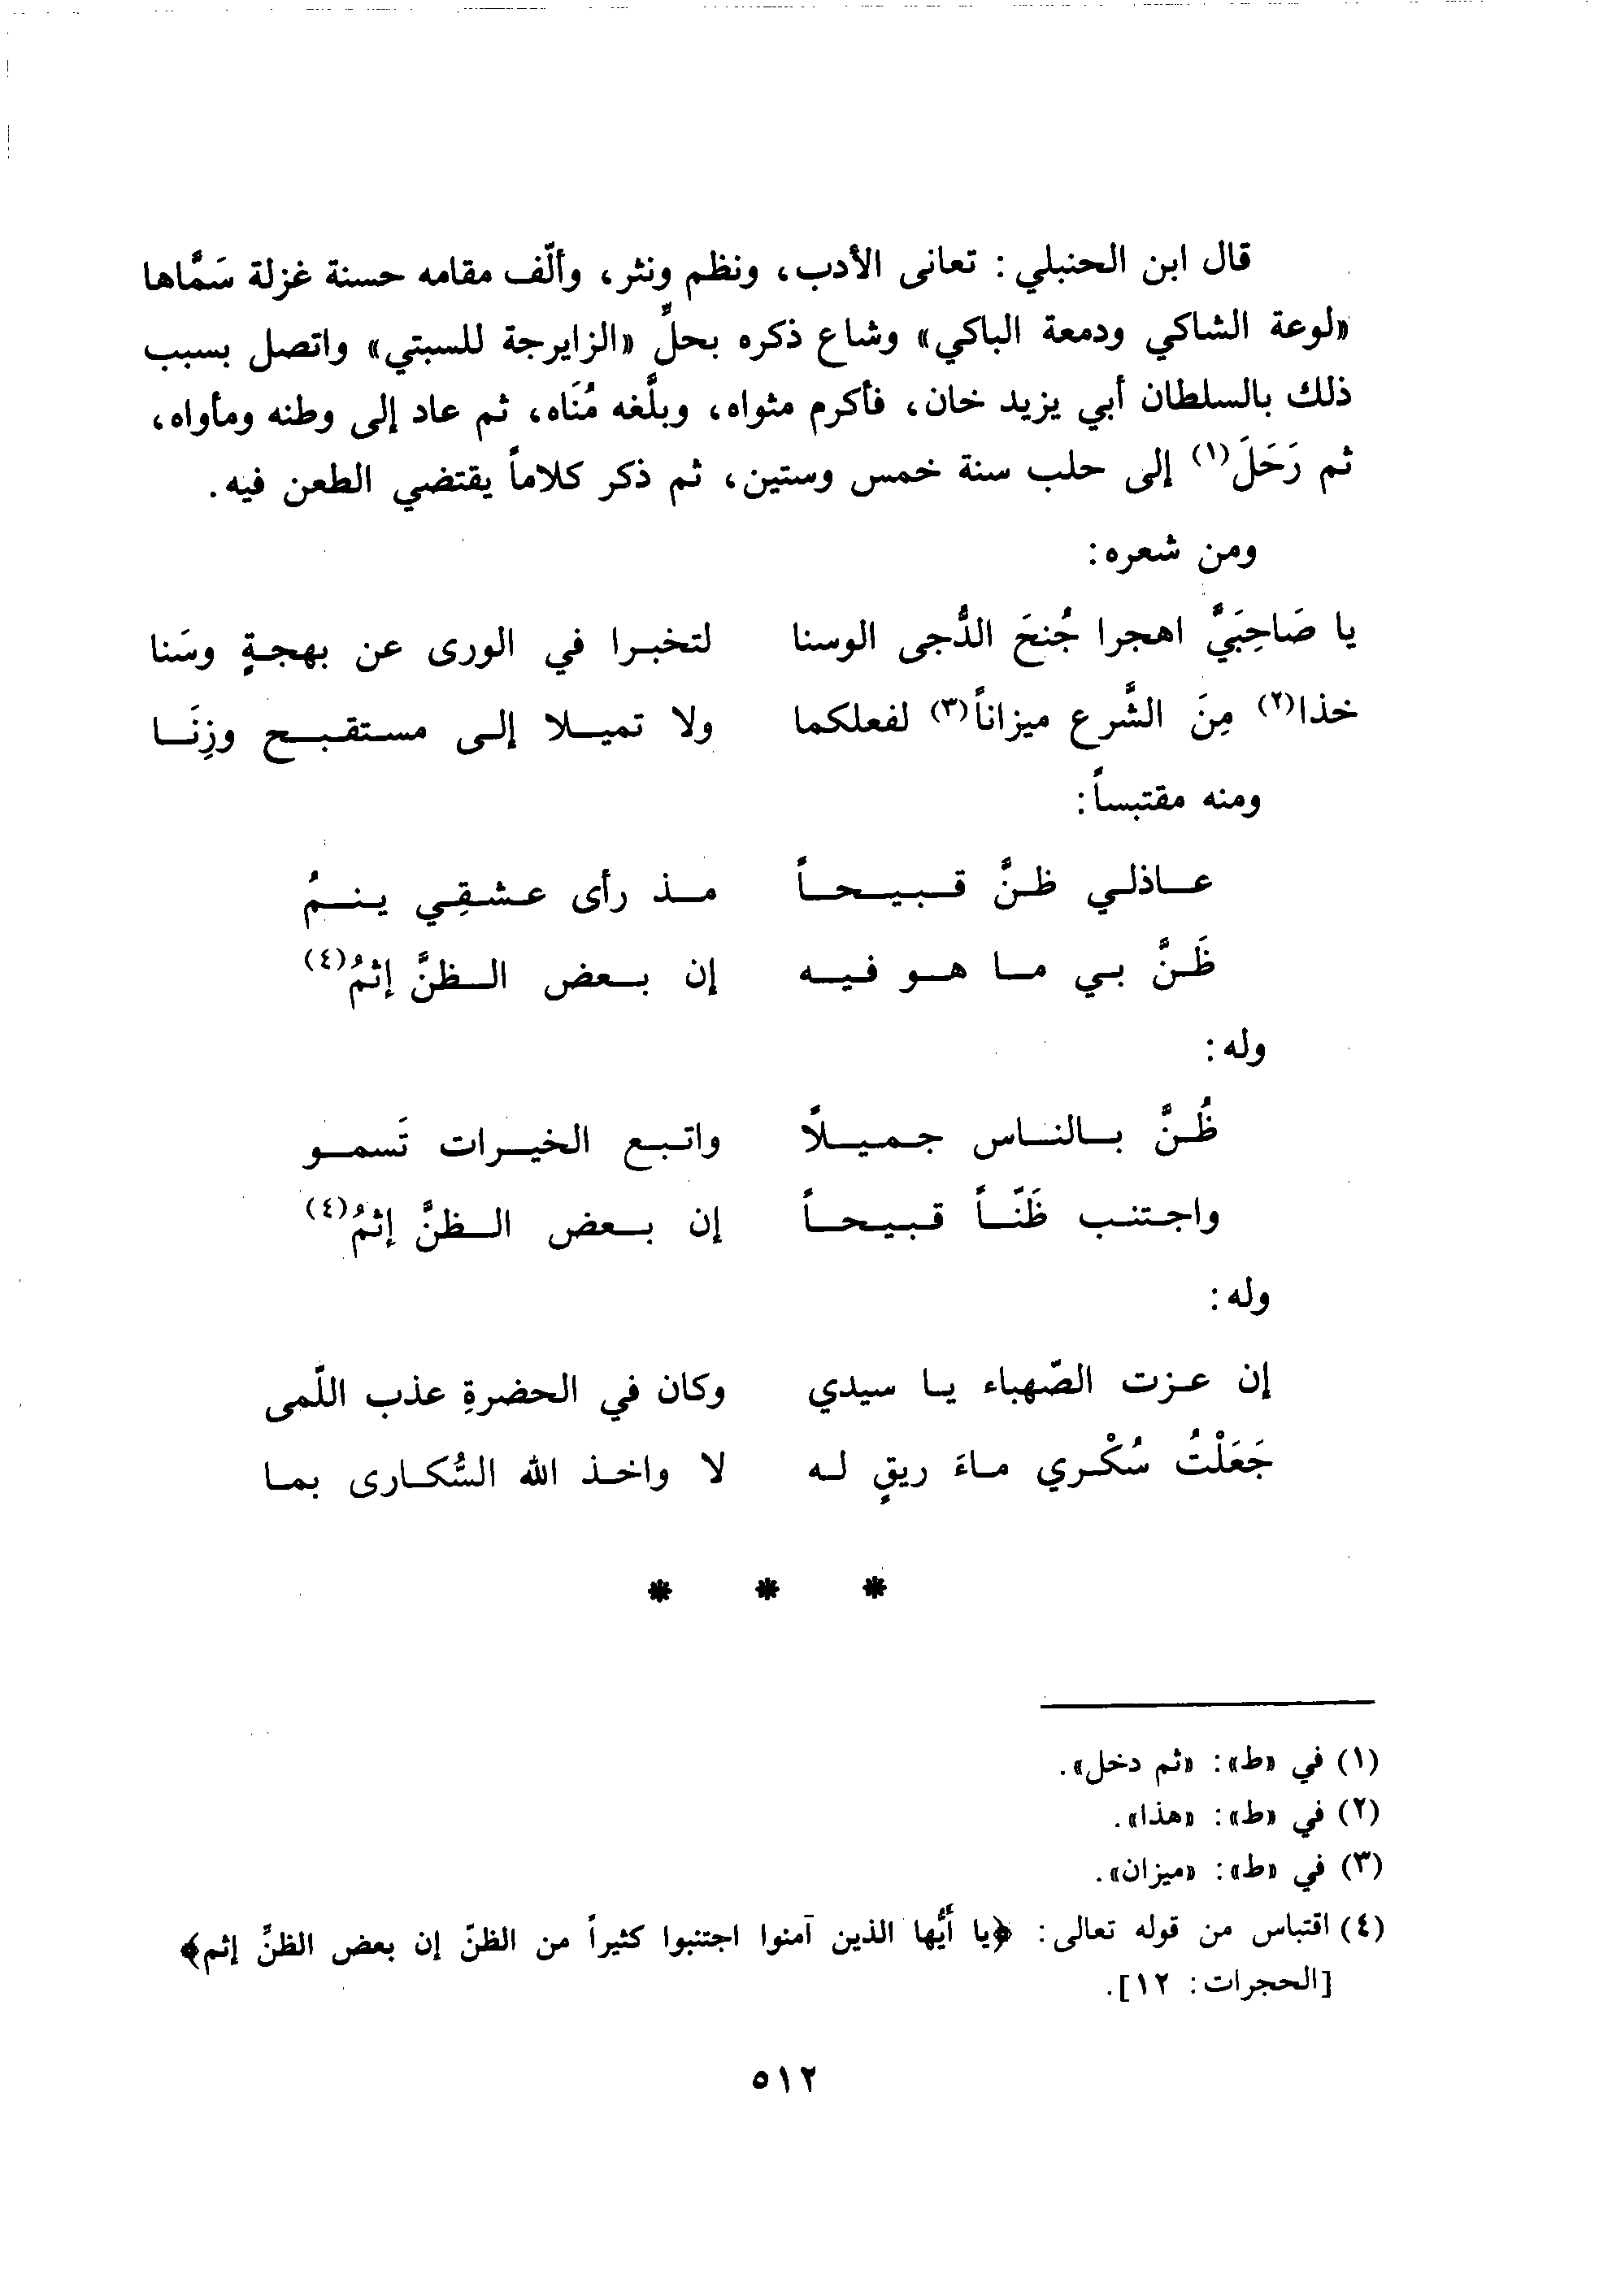 قال ابن الحنبلي: تعانى الأدب، ونظم ونثر، وألّف مقامه حسنة غزلة سَمَّاها
«لوعة الشاكي ودمعة الباكي» وشاع ذكره بحلِّ «الزايرجة للسبتي» واتصل بسبب
ذلك بالسلطان أبي يزيد خان، فأكرم مثواه، وبلَّغه مُنَاه، ثم عاد إلى وطنه ومأواه،
ثم رَحَلَ(١) إلى حلب سنة خمس وستين، ثم ذكر كلاماً يقتضي الطعن فيه.
ومن شعره:
يا صَاحِبَيَّ اهجرا جُنحَ الدُّجى الوسنا لتخبرا في الورى عن بهجةٍ وسَنا
خذا(٢) مِنَ الشَّرع ميزاناً(٣) لفعلكما ولا تميلا إلى مستقبح وزِنَا
ومنه مقتبساً:
عاذلي ظنَّ قبيحاً مذ رأى عشقِي ينمُ
ظَنَّ بي ما هو فيه إن بعض الظنَّ إثمُ(٤)
وله:
ظُنَّ بالناس جميلًا واتبع الخيرات تَسمو
واجتنب ظَنّاً قبيحاً إن بعض الظنَّ إثمُ(٤)
وله:
إن عزت الصّهباء يا سيدي وكان في الحضرةِ عذب اللّمى
جَعَلْتُ سُكْري ماءَ ريقٍ له لا واخذ الله السُّكارى بما
* * *
(١) في «ط»: «ثم دخل».
(٢) في «ط»: «هذا».
(٣) في «ط»: «ميزان».
(٤) اقتباس من قوله تعالى: ﴿يا أَيُّها الذين آمنوا اجتنبوا كثيراً من الظنّ إن بعض الظنِّ إثم﴾
[الحجرات: ١٢].
٥١٢